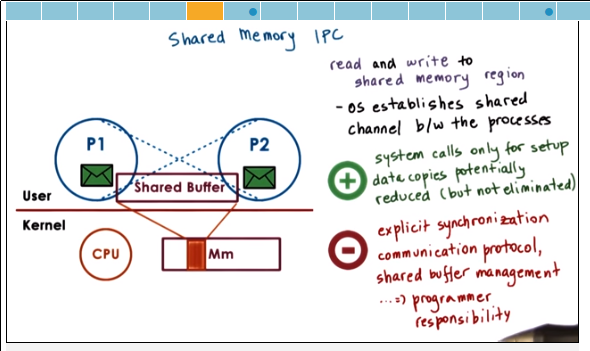 Shared Memory IPC
read and write to
shared memory region
- OS establishes shared
channel b/w the processes
P1
P2
Shared Buffer
User
Kernel
CPU
Mm
+
system calls only for setup
data copies potentially
reduced (but not eliminated)
-
explicit synchronization
communication protocol,
shared buffer management
...=) programmer
responsibility